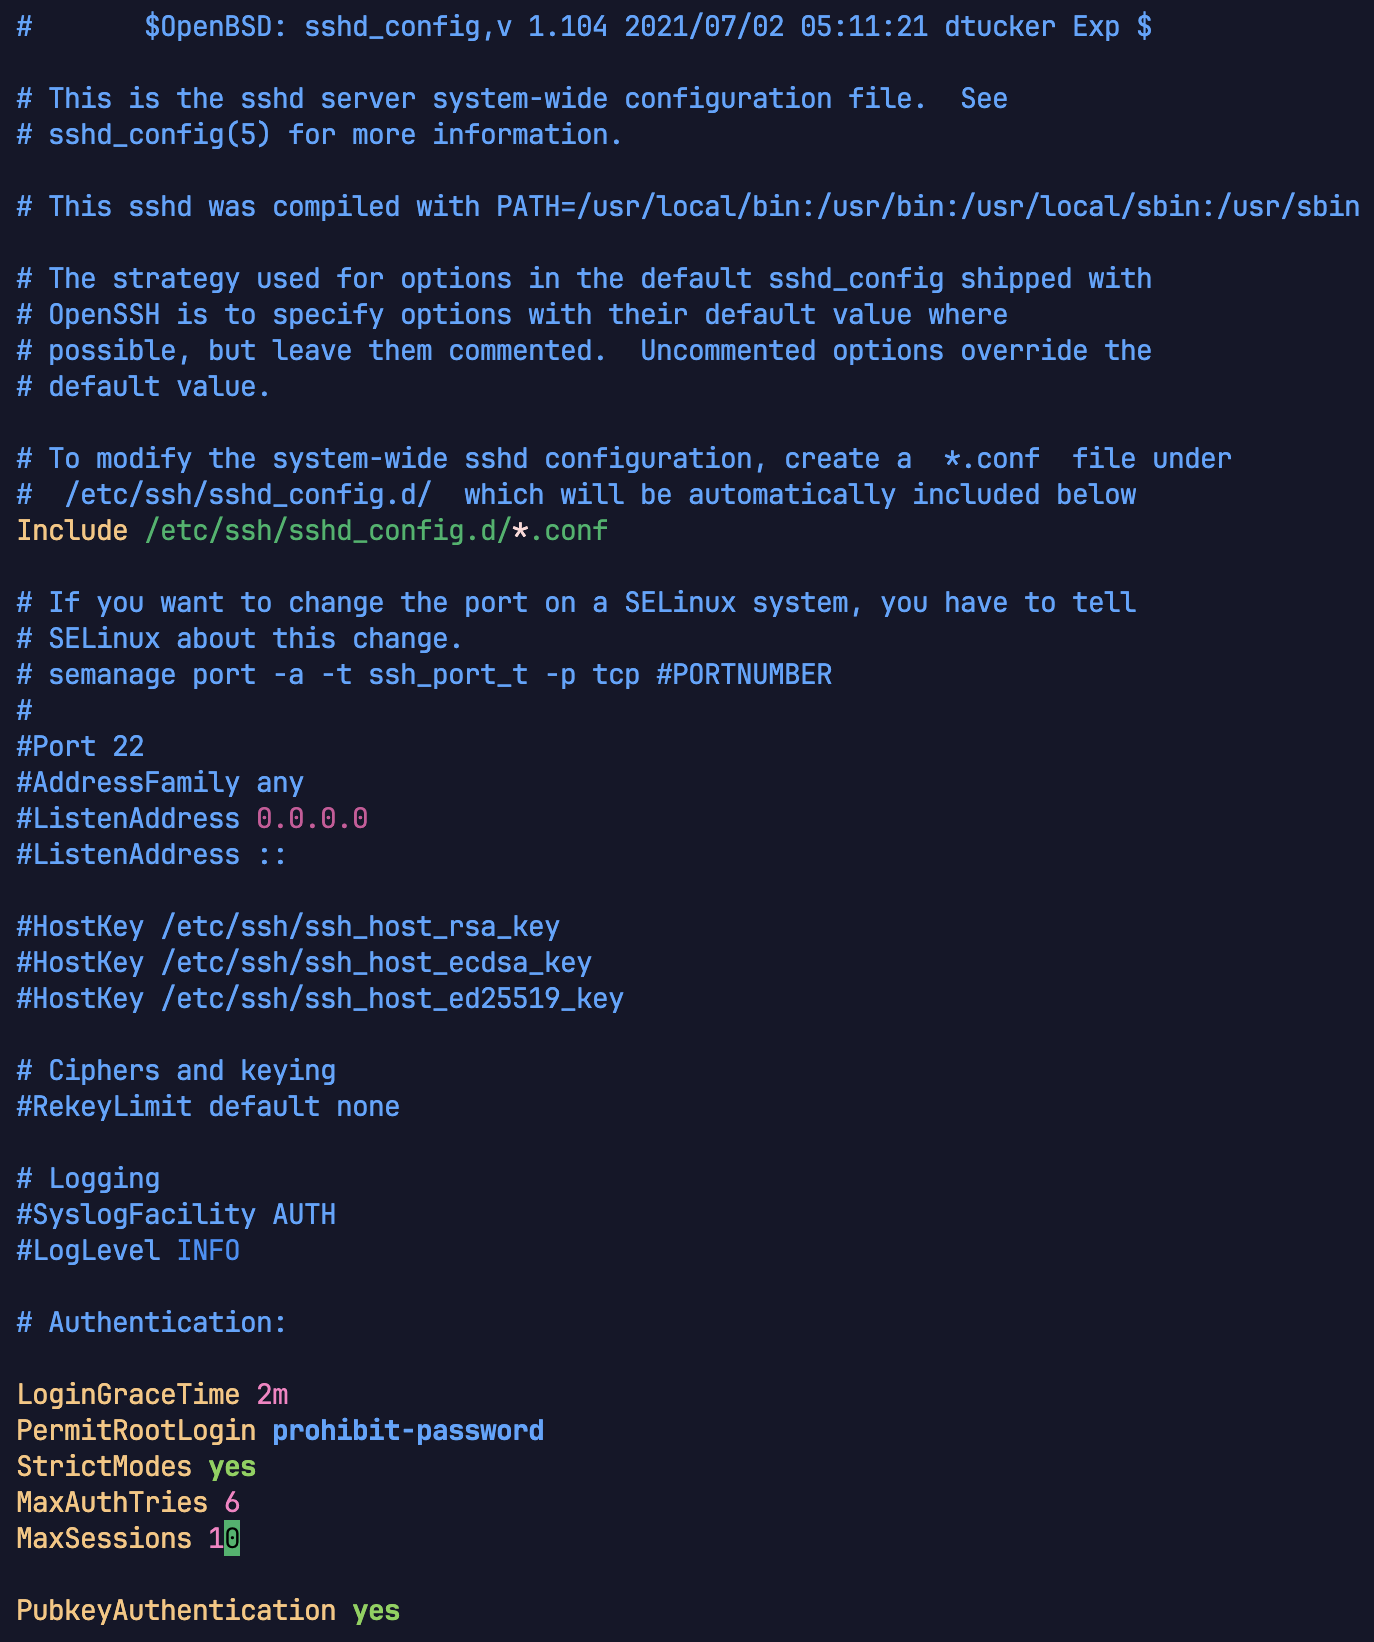 #       $OpenBSD: sshd_config,v 1.104 2021/07/02 05:11:21 dtucker Exp $
# This is the sshd server system-wide configuration file.  See
# sshd_config(5) for more information.
# This sshd was compiled with PATH=/usr/local/bin:/usr/bin:/usr/local/sbin:/usr/sbin
# The strategy used for options in the default sshd_config shipped with
# OpenSSH is to specify options with their default value where
# possible, but leave them commented.  Uncommented options override the
# default value.
# To modify the system-wide sshd configuration, create a  *.conf  file under
#  /etc/ssh/sshd_config.d/  which will be automatically included below
Include /etc/ssh/sshd_config.d/*.conf
# If you want to change the port on a SELinux system, you have to tell
# SELinux about this change.
# semanage port -a -t ssh_port_t -p tcp #PORTNUMBER
#
#Port 22
#AddressFamily any
#ListenAddress 0.0.0.0
#ListenAddress ::
#HostKey /etc/ssh/ssh_host_rsa_key
#HostKey /etc/ssh/ssh_host_ecdsa_key
#HostKey /etc/ssh/ssh_host_ed25519_key
# Ciphers and keying
#RekeyLimit default none
# Logging
#SyslogFacility AUTH
#LogLevel INFO
# Authentication:
LoginGraceTime 2m
PermitRootLogin prohibit-password
StrictModes yes
MaxAuthTries 6
MaxSessions 10
PubkeyAuthentication yes